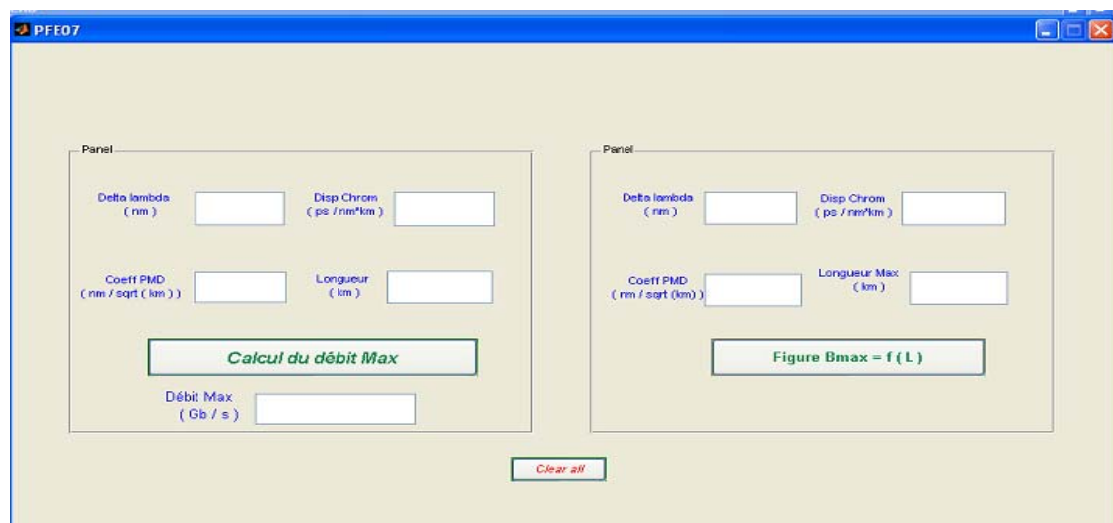 PFE07
Panel
Delta lambda
( nm )
Disp Chrom
( ps / nm*km )
Coeff PMD
( nm / sqrt ( km ) )
Longueur
( km )
Calcul du débit Max
Débit Max
( Gb / s )
Panel
Delta lambda
( nm )
Disp Chrom
( ps / nm*km )
Coeff PMD
( nm / sqrt (km) )
Longueur Max
( km )
Figure Bmax = f ( L )
Clear all